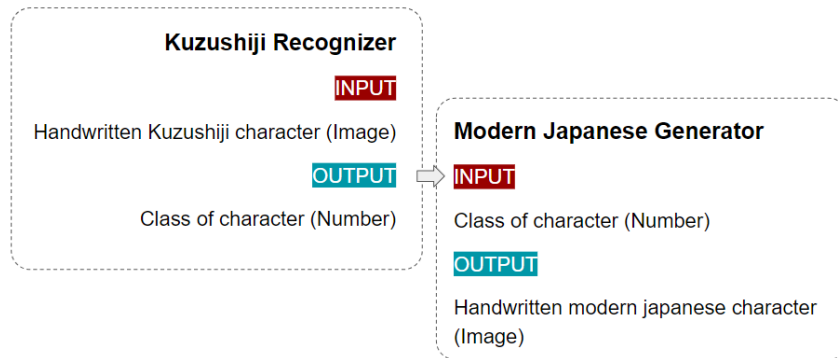 Kuzushiji Recognizer
INPUT
Handwritten Kuzushiji character (Image)
OUTPUT
Class of character (Number)
Modern Japanese Generator
INPUT
Class of character (Number)
OUTPUT
Handwritten modern japanese character
(Image)